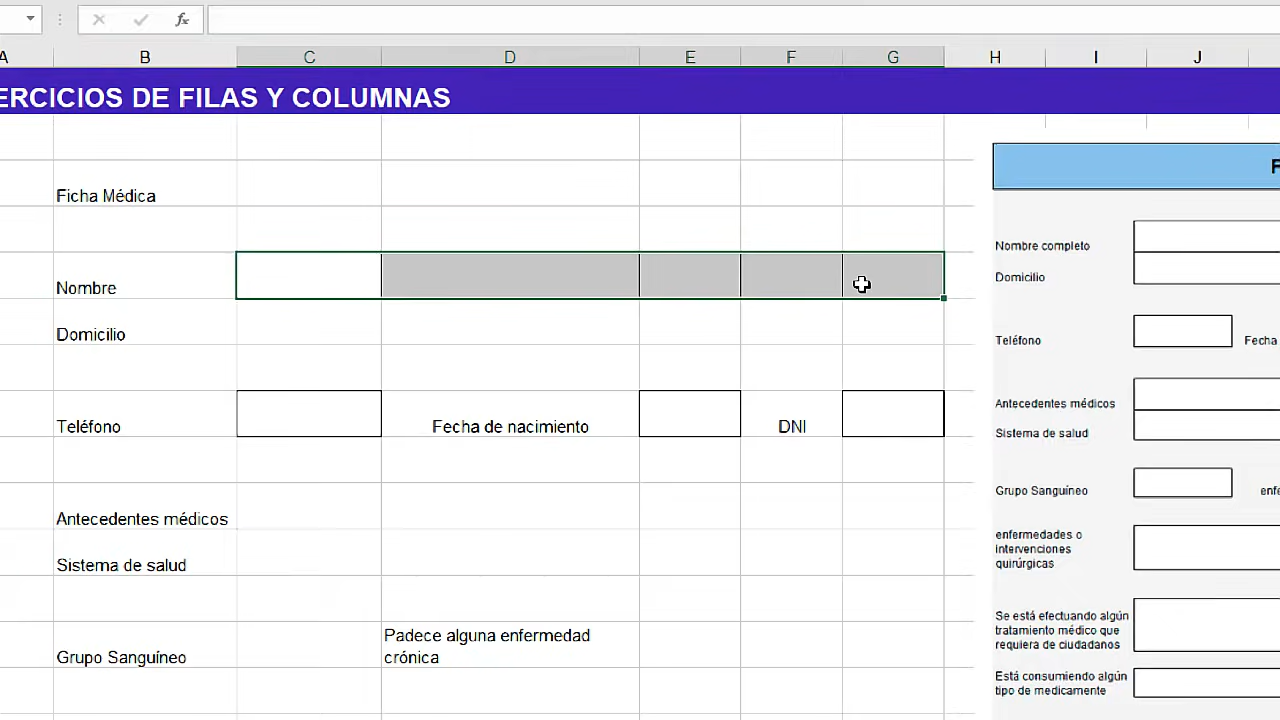 fx
A B C D E F G H I J
ERCICIOS DE FILAS Y COLUMNAS
Ficha Médica
Nombre
Domicilio
Teléfono Fecha de nacimiento DNI
Antecedentes médicos
Sistema de salud
Grupo Sanguíneo Padece alguna enfermedad
crónica
F
Nombre completo
Domicilio
Teléfono Fecha
Antecedentes médicos
Sistema de salud
Grupo Sanguíneo enfe
enfermedades o
intervenciones
quirúrgicas
Se está efectuando algún
tratamiento médico que
requiera de ciudadanos
Está consumiendo algún
tipo de medicamente